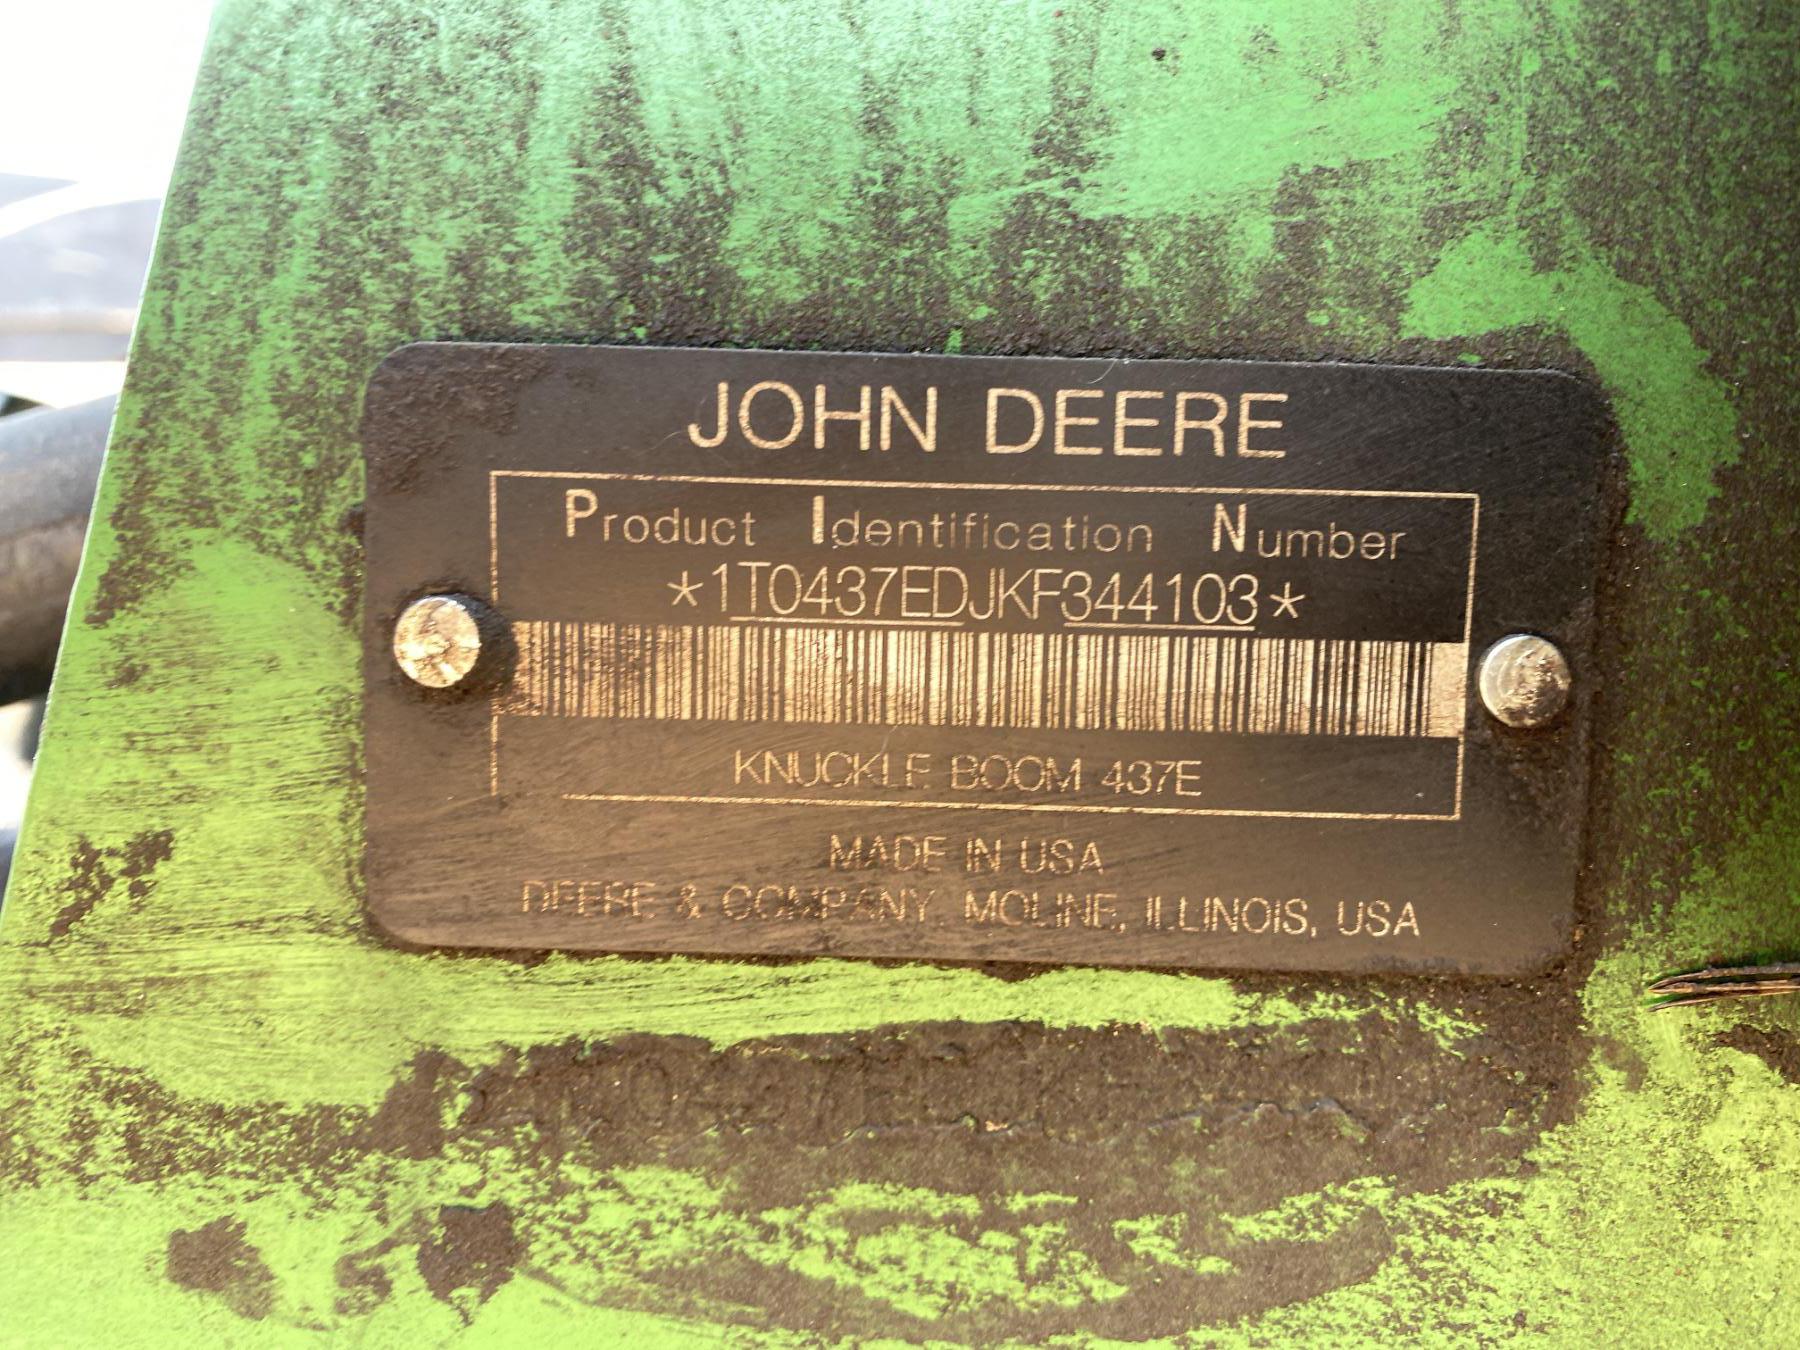 JOHN DEERE
Product Identification Number
*1T0437EDJKF344103*
KNUCKLE BOOM 437E
MADE IN USA
DEERE & COMPANY, MOLINE, ILLINOIS, USA